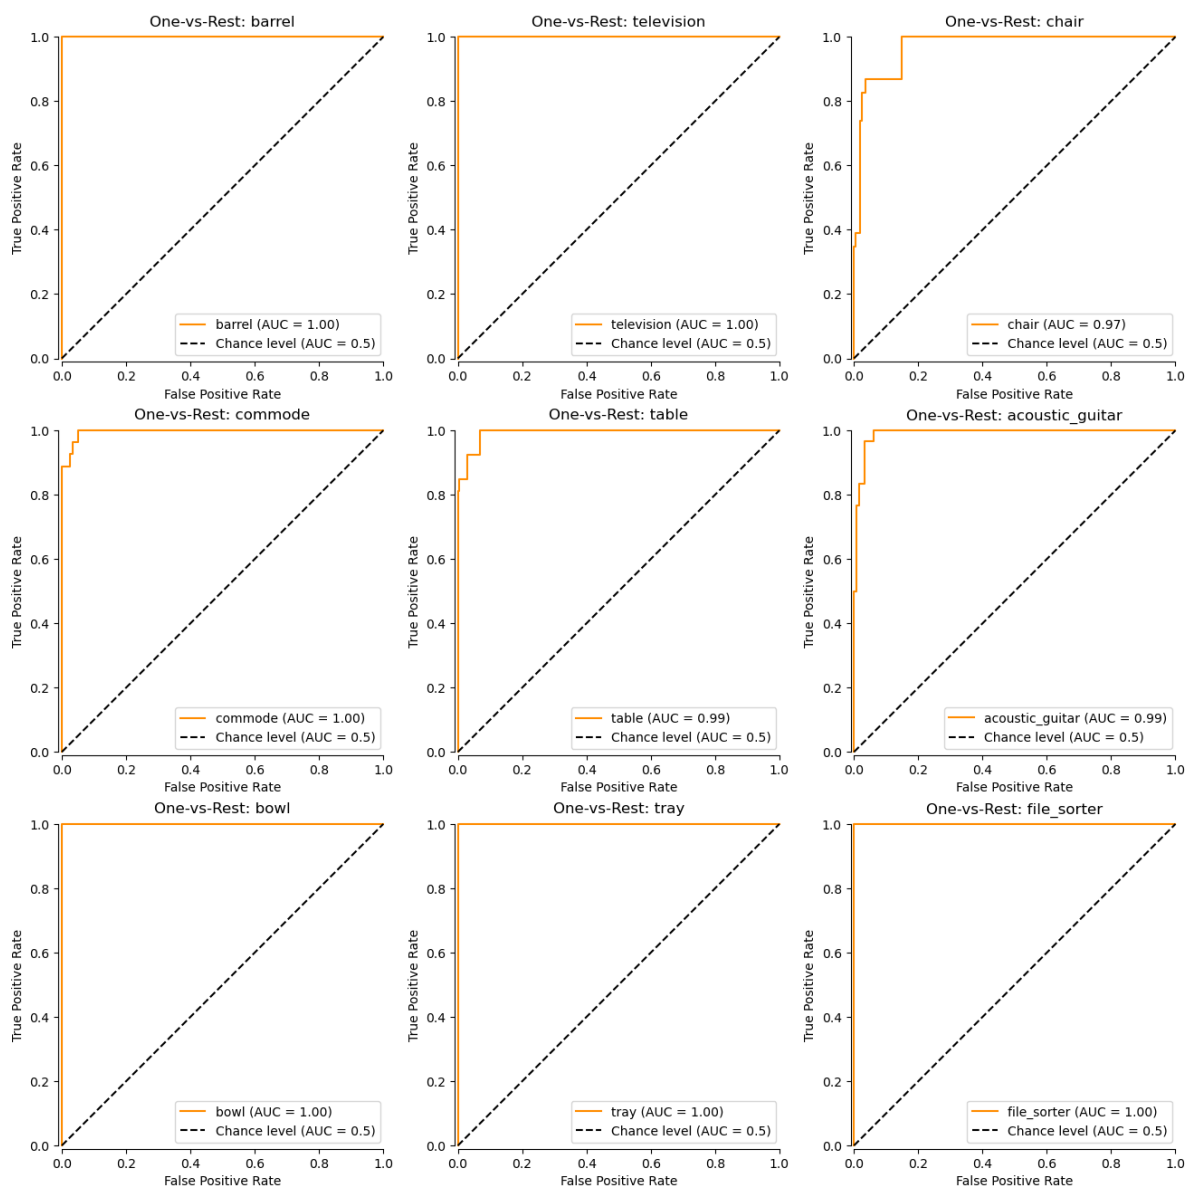 One-vs-Rest: barrel
True Positive Rate
1.0
0.8
0.6
0.4
0.2
0.0
barrel (AUC = 1.00)
Chance level (AUC = 0.5)
0.0 0.2 0.4 0.6 0.8 1.0
False Positive Rate
One-vs-Rest: television
True Positive Rate
1.0
0.8
0.6
0.4
0.2
0.0
television (AUC = 1.00)
Chance level (AUC = 0.5)
0.0 0.2 0.4 0.6 0.8 1.0
False Positive Rate
One-vs-Rest: chair
True Positive Rate
1.0
0.8
0.6
0.4
0.2
0.0
chair (AUC = 0.97)
Chance level (AUC = 0.5)
0.0 0.2 0.4 0.6 0.8 1.0
False Positive Rate
One-vs-Rest: commode
True Positive Rate
1.0
0.8
0.6
0.4
0.2
0.0
commode (AUC = 1.00)
Chance level (AUC = 0.5)
0.0 0.2 0.4 0.6 0.8 1.0
False Positive Rate
One-vs-Rest: table
True Positive Rate
1.0
0.8
0.6
0.4
0.2
0.0
table (AUC = 0.99)
Chance level (AUC = 0.5)
0.0 0.2 0.4 0.6 0.8 1.0
False Positive Rate
One-vs-Rest: acoustic_guitar
True Positive Rate
1.0
0.8
0.6
0.4
0.2
0.0
acoustic_guitar (AUC = 0.99)
Chance level (AUC = 0.5)
0.0 0.2 0.4 0.6 0.8 1.0
False Positive Rate
One-vs-Rest: bowl
True Positive Rate
1.0
0.8
0.6
0.4
0.2
0.0
bowl (AUC = 1.00)
Chance level (AUC = 0.5)
0.0 0.2 0.4 0.6 0.8 1.0
False Positive Rate
One-vs-Rest: tray
True Positive Rate
1.0
0.8
0.6
0.4
0.2
0.0
tray (AUC = 1.00)
Chance level (AUC = 0.5)
0.0 0.2 0.4 0.6 0.8 1.0
False Positive Rate
One-vs-Rest: file_sorter
True Positive Rate
1.0
0.8
0.6
0.4
0.2
0.0
file_sorter (AUC = 1.00)
Chance level (AUC = 0.5)
0.0 0.2 0.4 0.6 0.8 1.0
False Positive Rate